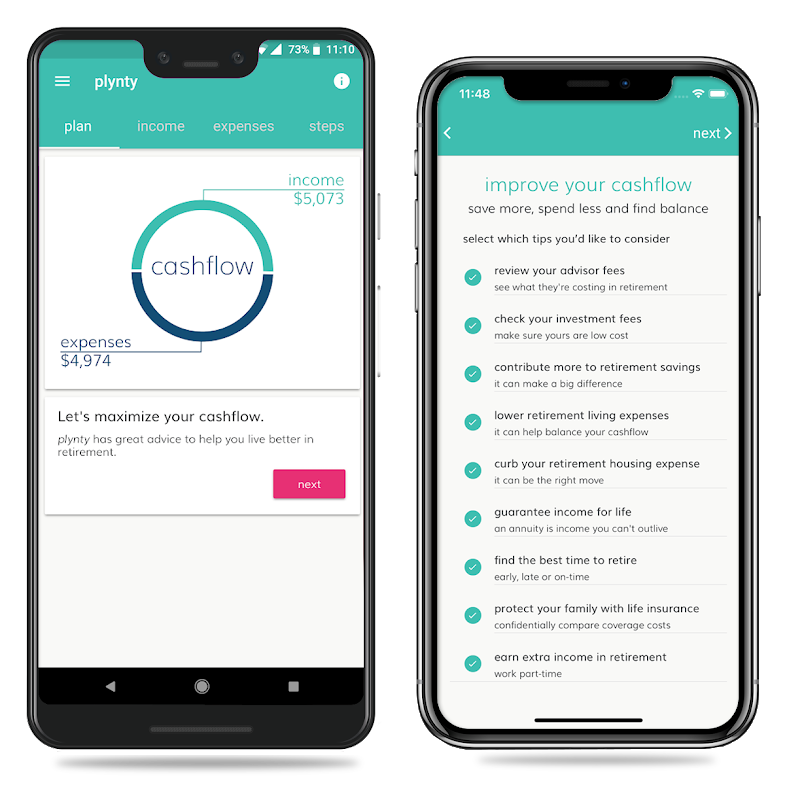 73% 11:10
plynty
plan income expenses steps
income
$5,073
cashflow
expenses
$4,974
Let's maximize your cashflow.
plynty has great advice to help you live better in
retirement.
next
11:48
next
improve your cashflow
save more, spend less and find balance
select which tips you'd like to consider
review your advisor fees
see what they're costing in retirement
check your investment fees
make sure yours are low cost
contribute more to retirement savings
it can make a big difference
lower retirement living expenses
it can help balance your cashflow
curb your retirement housing expense
it can be the right move
guarantee income for life
an annuity is income you can't outlive
find the best time to retire
early, late or on-time
protect your family with life insurance
confidentially compare coverage costs
earn extra income in retirement
work part-time